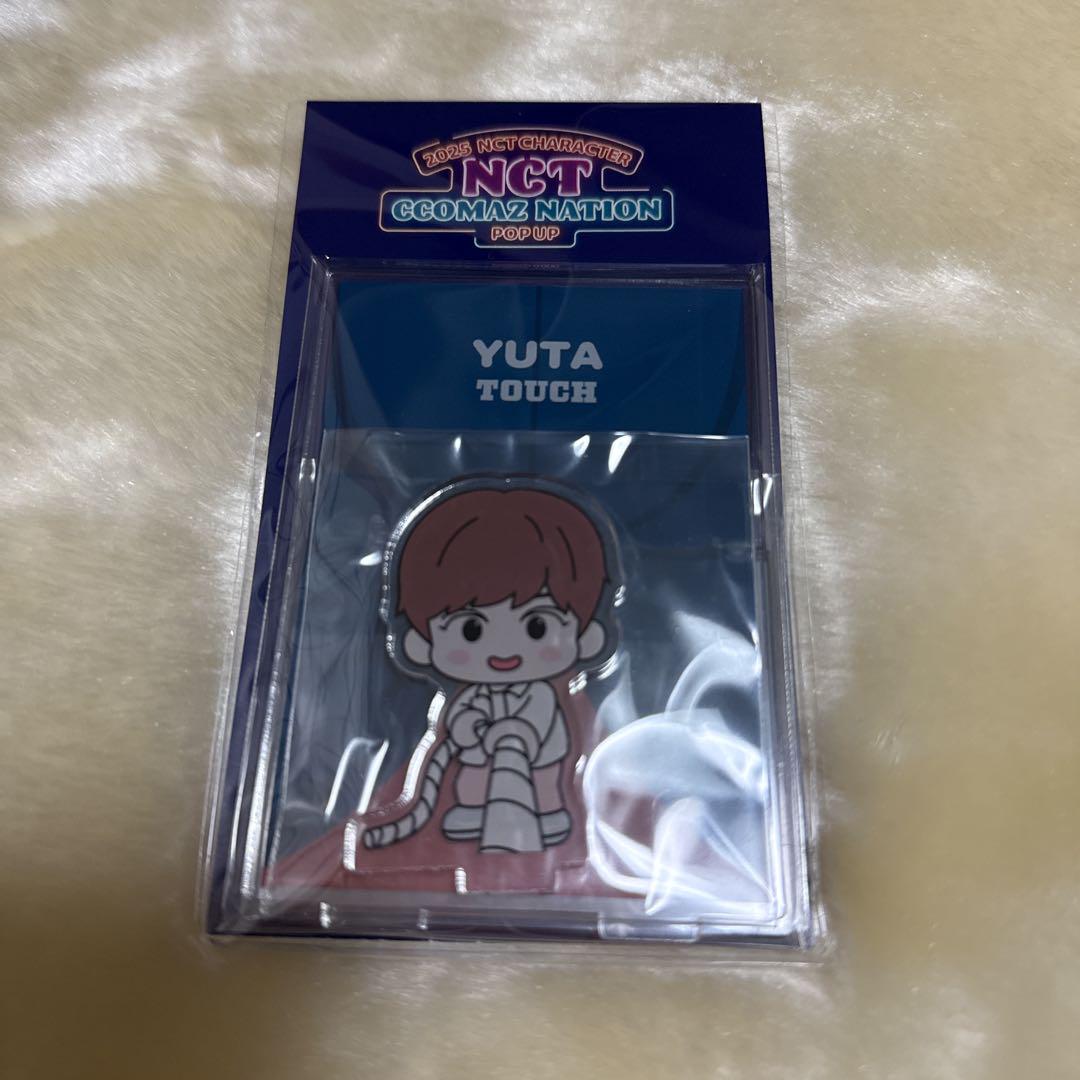 2025 NCT CHARACTER
NCT
CCOMAZ NATION
POP UP
YUTA
TOUCH